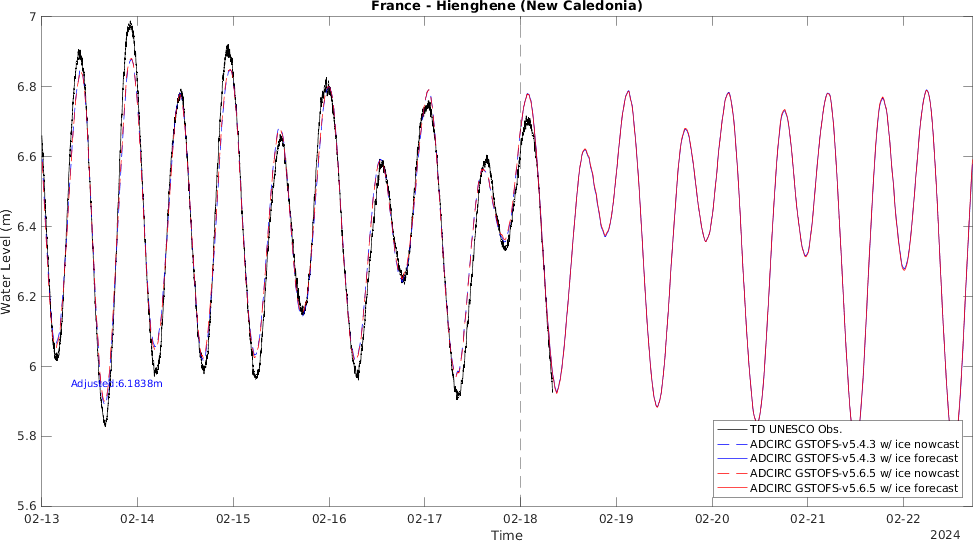 France - Hienghene (New Caledonia)
7
6.8
6.6
6.4
6.2
6
5.8
5.6
Water Level (m)
Adjusted:6.1838m
TD UNESCO Obs.
ADCIRC GSTOFS-v5.4.3 w/ ice nowcast
ADCIRC GSTOFS-v5.4.3 w/ ice forecast
ADCIRC GSTOFS-v5.6.5 w/ ice nowcast
ADCIRC GSTOFS-v5.6.5 w/ ice forecast
02-13 02-14 02-15 02-16 02-17 02-18 02-19 02-20 02-21 02-22
Time
2024